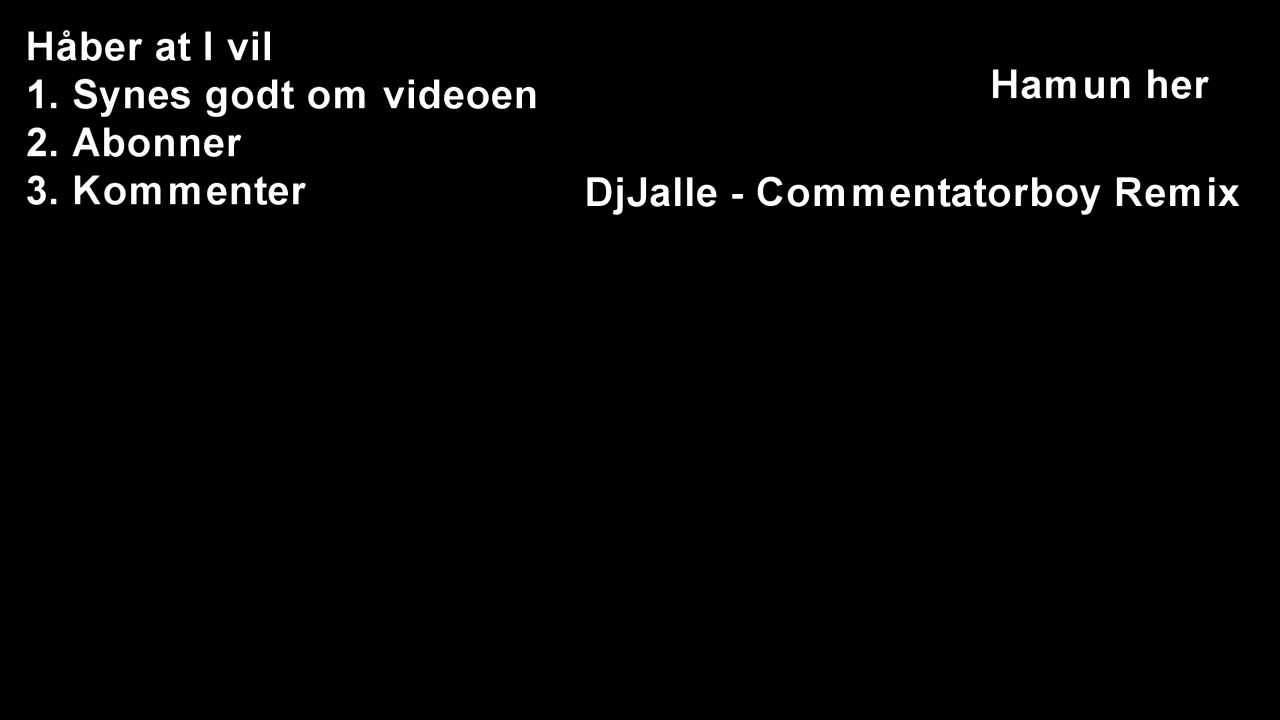 Håber at I vil
1. Synes godt om videoen
2. Abonner
3. Kommenter
Hamun her
DjJalle - Commentatorboy Remix